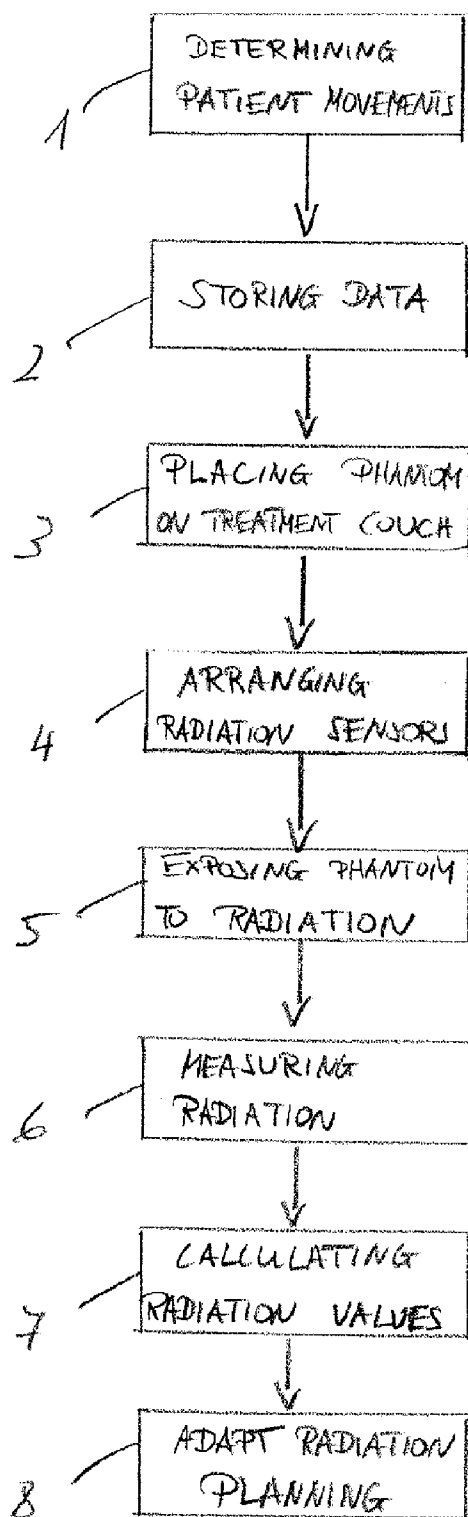 DETERMINING
PATIENT MOVEMENTS
1
STORING DATA
2
PLACING PHANTOM
ON TREATMENT COUCH
3
ARRANGING
RADIATION SENSORS
4
EXPOSING PHANTOM
TO RADIATION
5
MEASURING
RADIATION
6
CALCULATING
RADIATION VALUES
7
ADAPT RADIATION
PLANNING
8